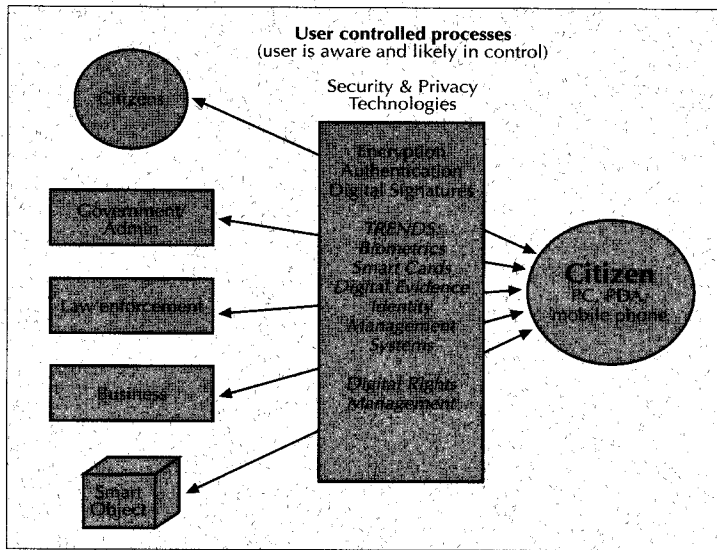 User controlled processes
(user is aware and likely in control)
Security & Privacy
Technologies
Citizens
Government/
Admin
Law enforcement
Business
Smart
Object
Encryption
Authentication
Digital Signatures
TRENDS:
Biometrics
Smart Cards
Digital Evidence
Identity
Management
Systems
Digital Rights
Management
Citizen
PC, PDA,
mobile phone